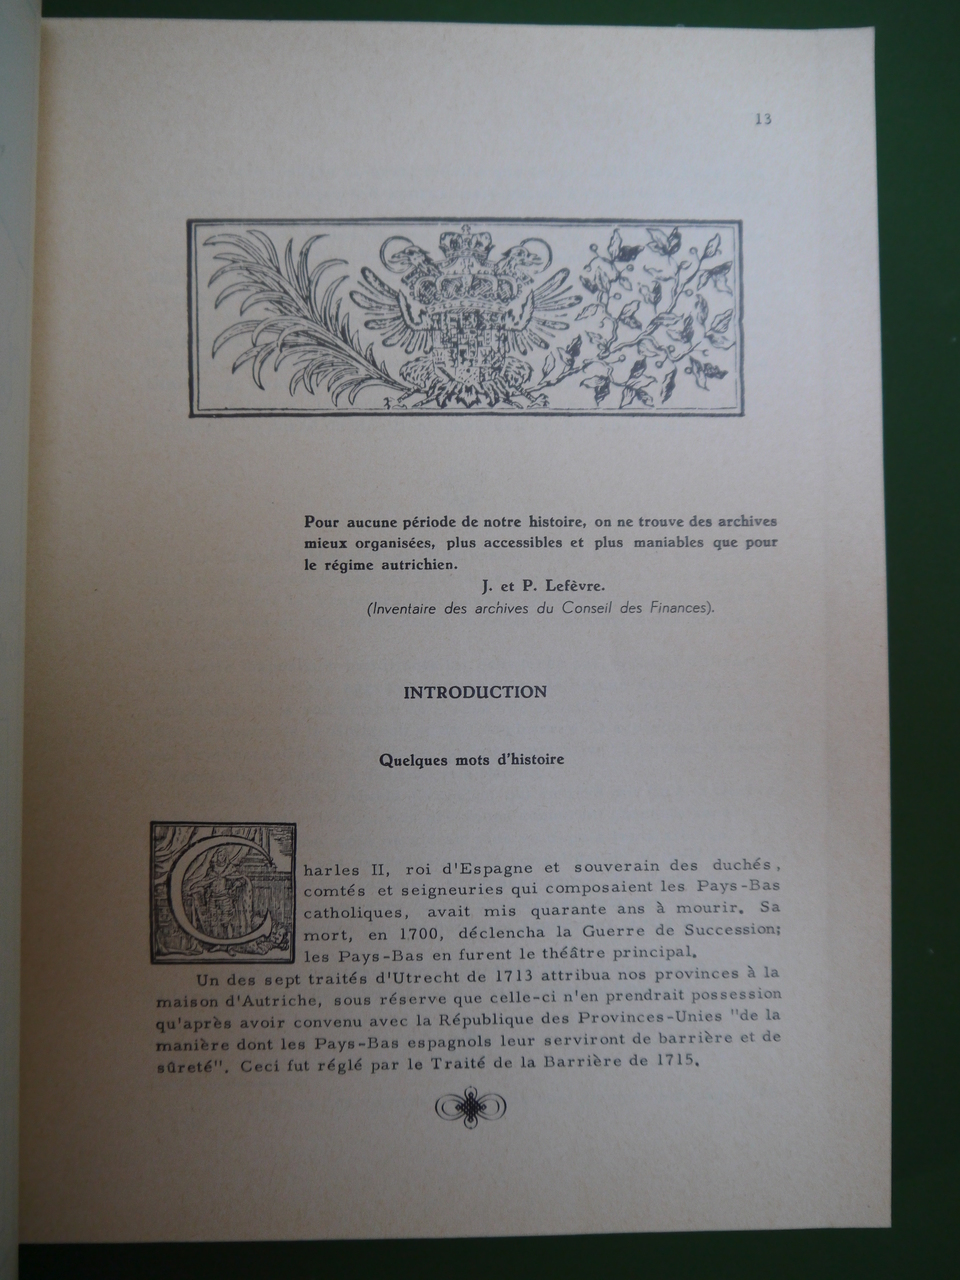 13
Pour aucune période de notre histoire, on ne trouve des archives
mieux organisées, plus accessibles et plus maniables que pour
le régime autrichien.
J. et P. Lefèvre.
(Inventaire des archives du Conseil des Finances).
INTRODUCTION
Quelques mots d'histoire
Charles II, roi d'Espagne et souverain des duchés,
comtés et seigneuries qui composaient les Pays-Bas
catholiques, avait mis quarante ans à mourir. Sa
mort, en 1700, déclencha la Guerre de Succession;
les Pays-Bas en furent le théâtre principal.
Un des sept traités d'Utrecht de 1713 attribua nos provinces à la
maison d'Autriche, sous réserve que celle-ci n'en prendrait possession
qu'après avoir convenu avec la République des Provinces-Unies "de la
manière dont les Pays-Bas espagnols leur serviront de barrière et de
sûreté". Ceci fut réglé par le Traité de la Barrière de 1715.